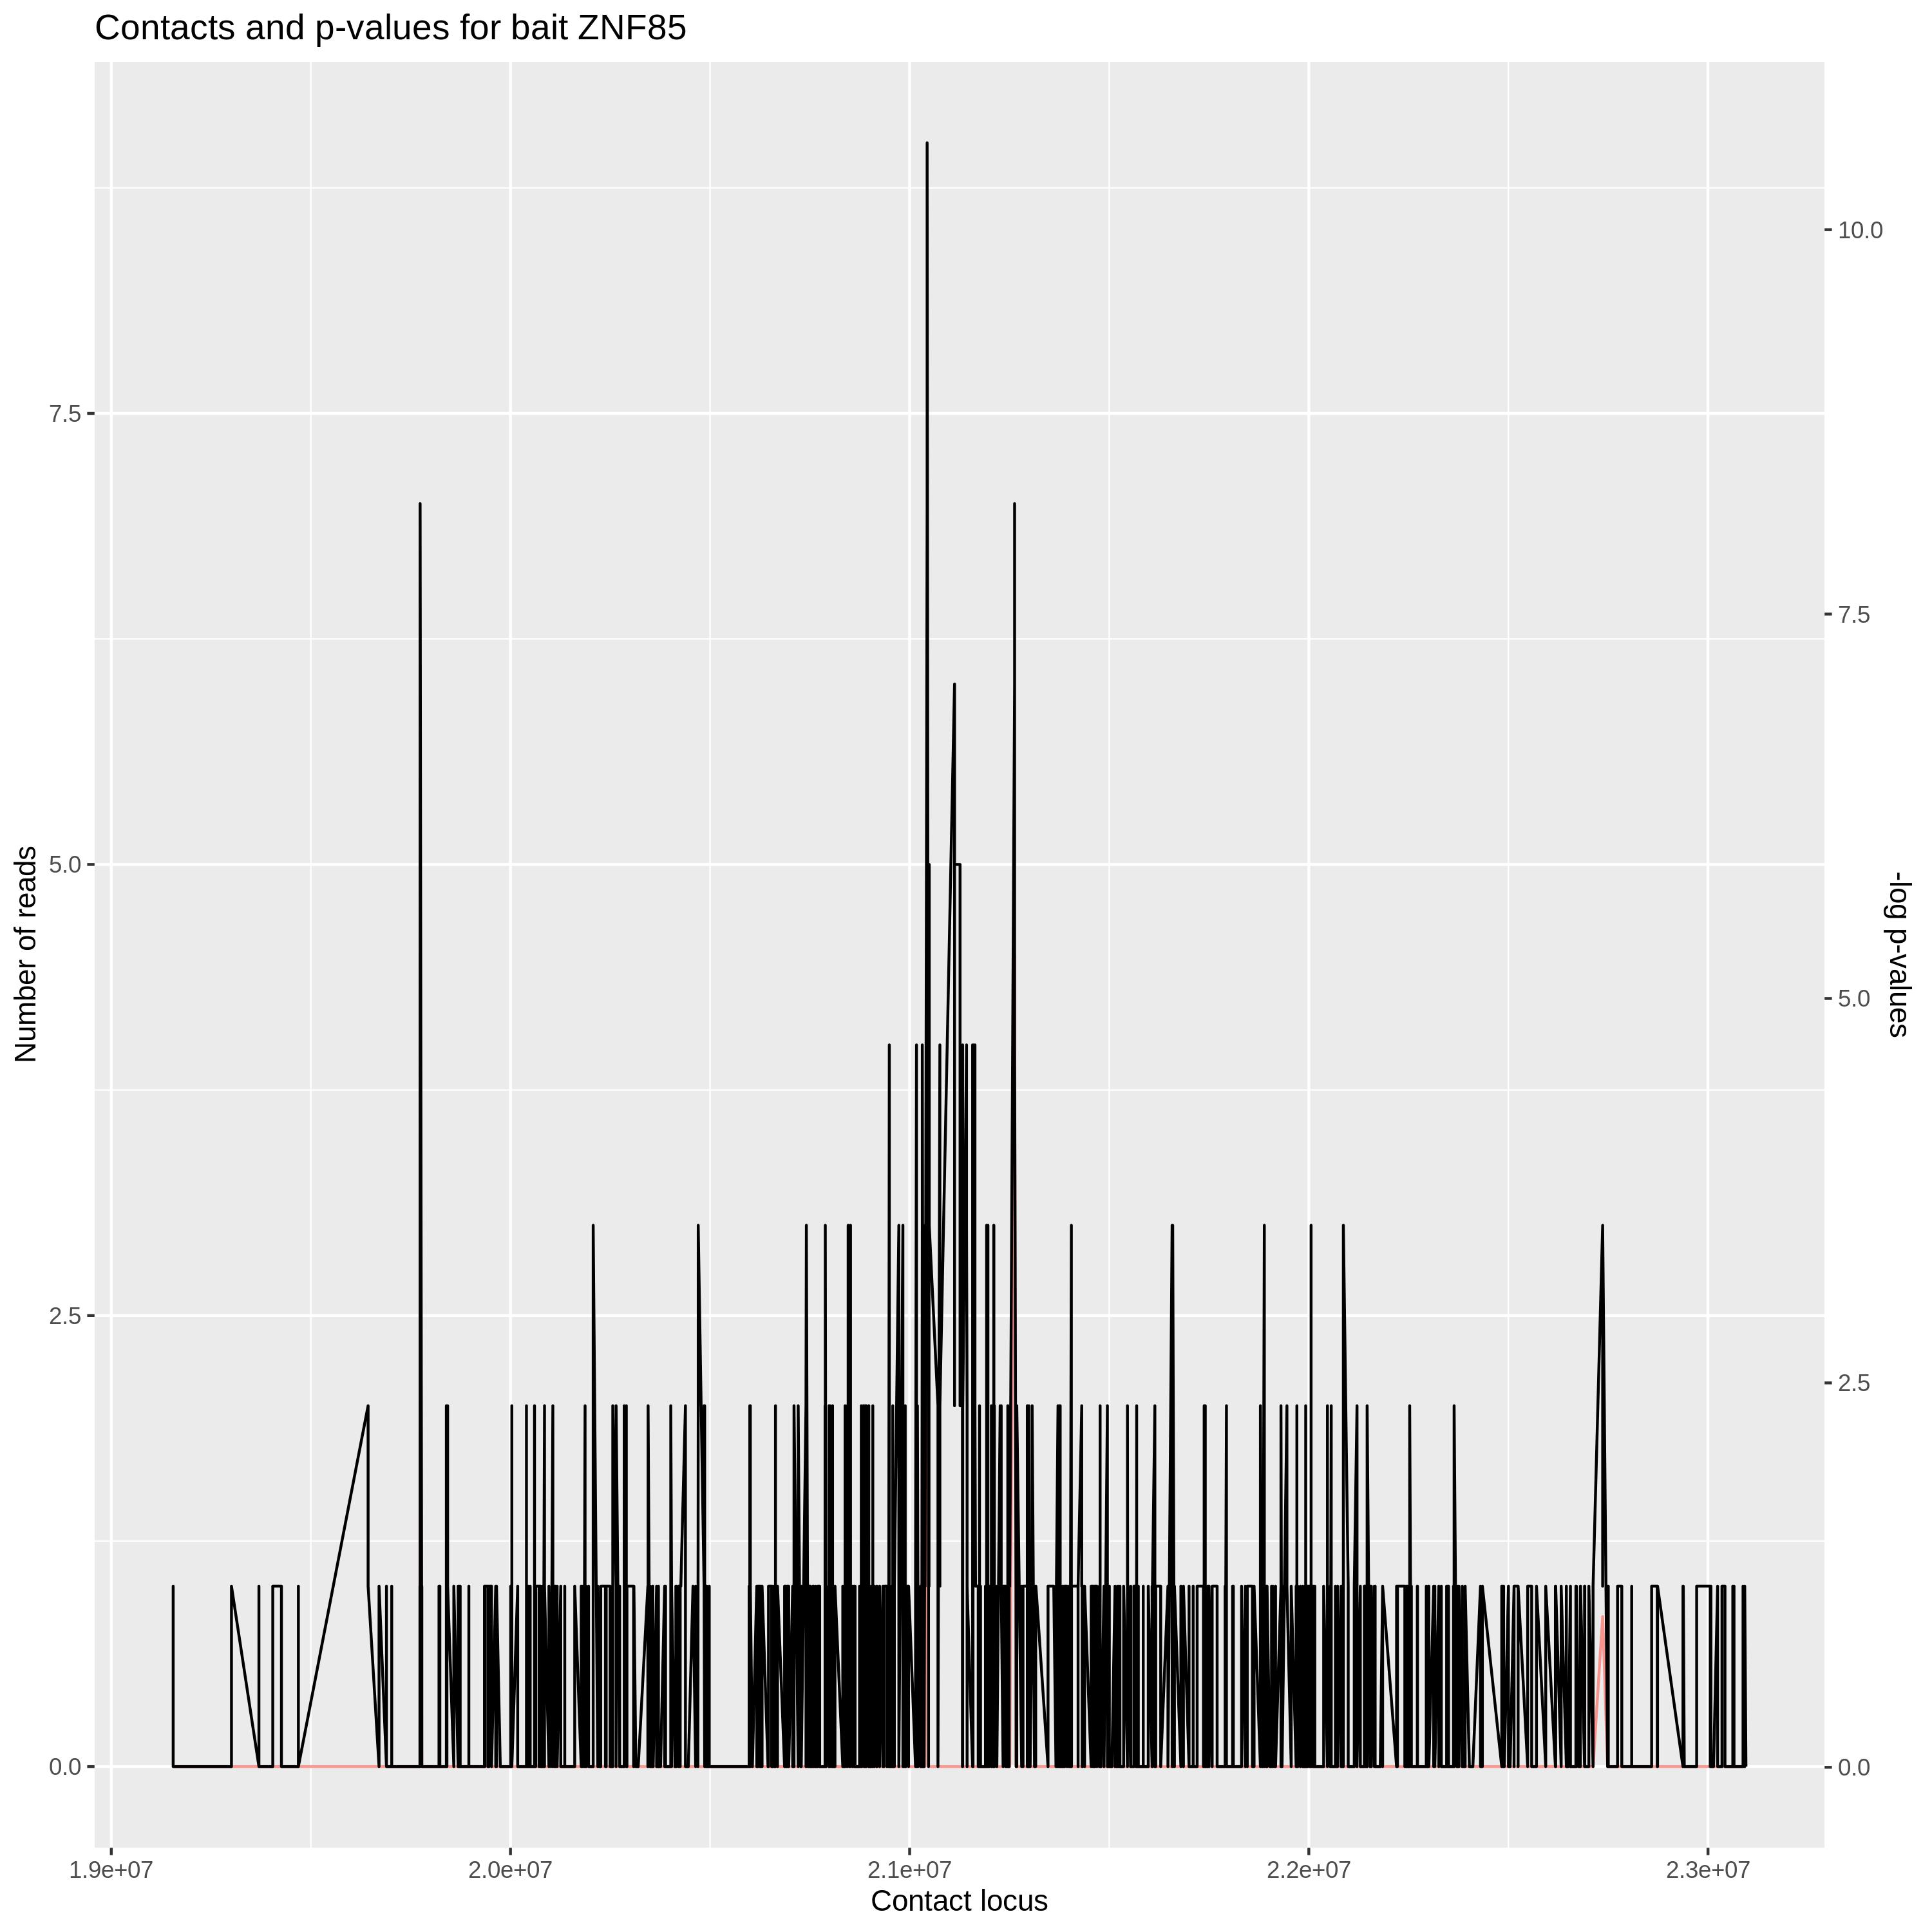 Contacts and p-values for bait ZNF85
Number of reads
7.5
5.0
2.5
0.0
10.0
7.5
5.0
2.5
0.0
-log p-values
1.9e+07 2.0e+07 2.1e+07 2.2e+07 2.3e+07
Contact locus